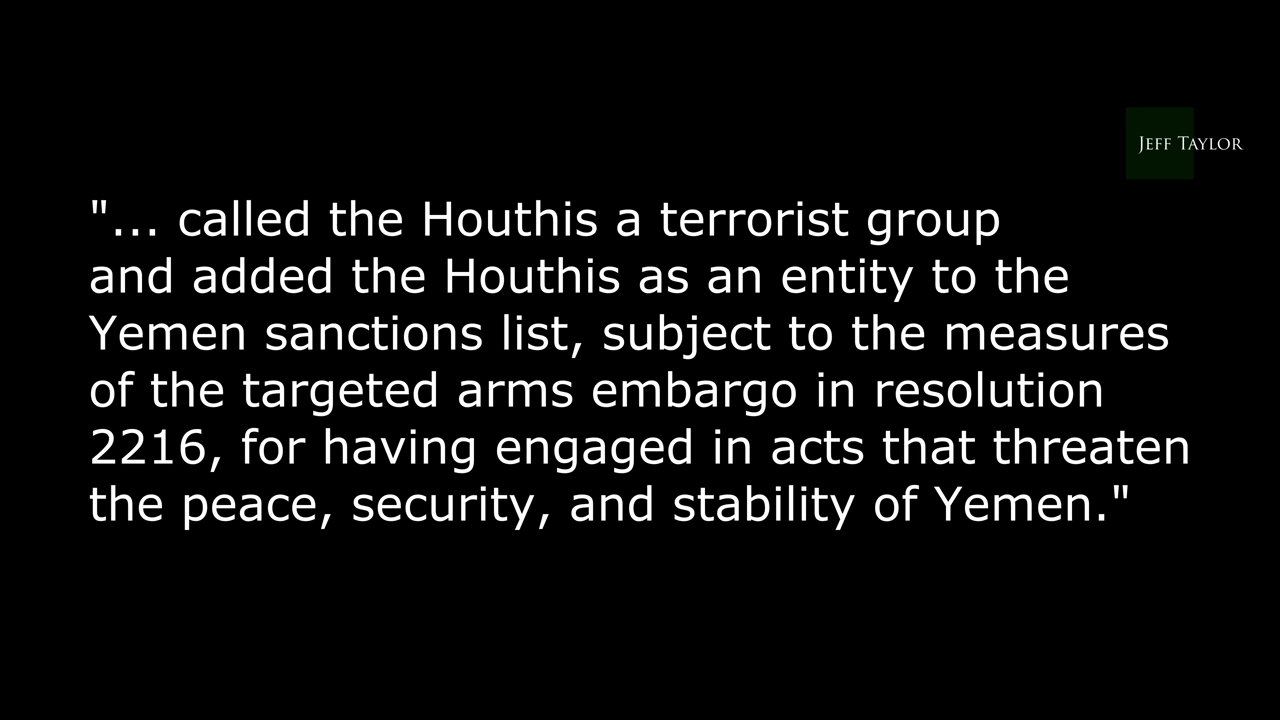 JEFF TAYLOR
"... called the Houthis a terrorist group
and added the Houthis as an entity to the
Yemen sanctions list, subject to the measures
of the targeted arms embargo in resolution
2216, for having engaged in acts that threaten
the peace, security, and stability of Yemen."